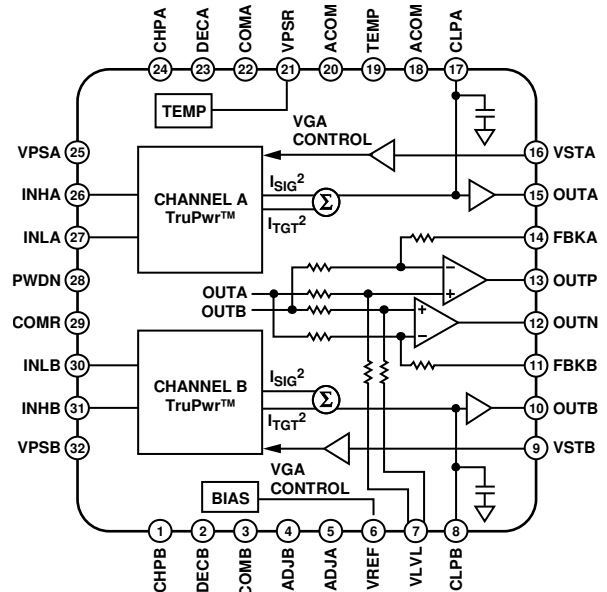 CHPA
DECA
COMA
VPSR
ACOM
TEMP
ACOM
CLPA
24
23
22
21
20
19
18
17
TEMP
VGA
CONTROL
VPSA 25
16 VSTA
INHA 26
CHANNEL A
TruPwr™
I_SIG²
I_TGT²
Σ
15 OUTA
INLA 27
14 FBKA
PWDN 28
−
+
13 OUTP
OUTA
OUTB
COMR 29
+
−
12 OUTN
INLB 30
11 FBKB
CHANNEL B
TruPwr™
I_SIG²
I_TGT²
Σ
INHB 31
10 OUTB
VPSB 32
9 VSTB
VGA
CONTROL
BIAS
1
2
3
4
5
6
7
8
CHPB
DECB
COMB
ADJB
ADJA
VREF
VLVL
CLPB